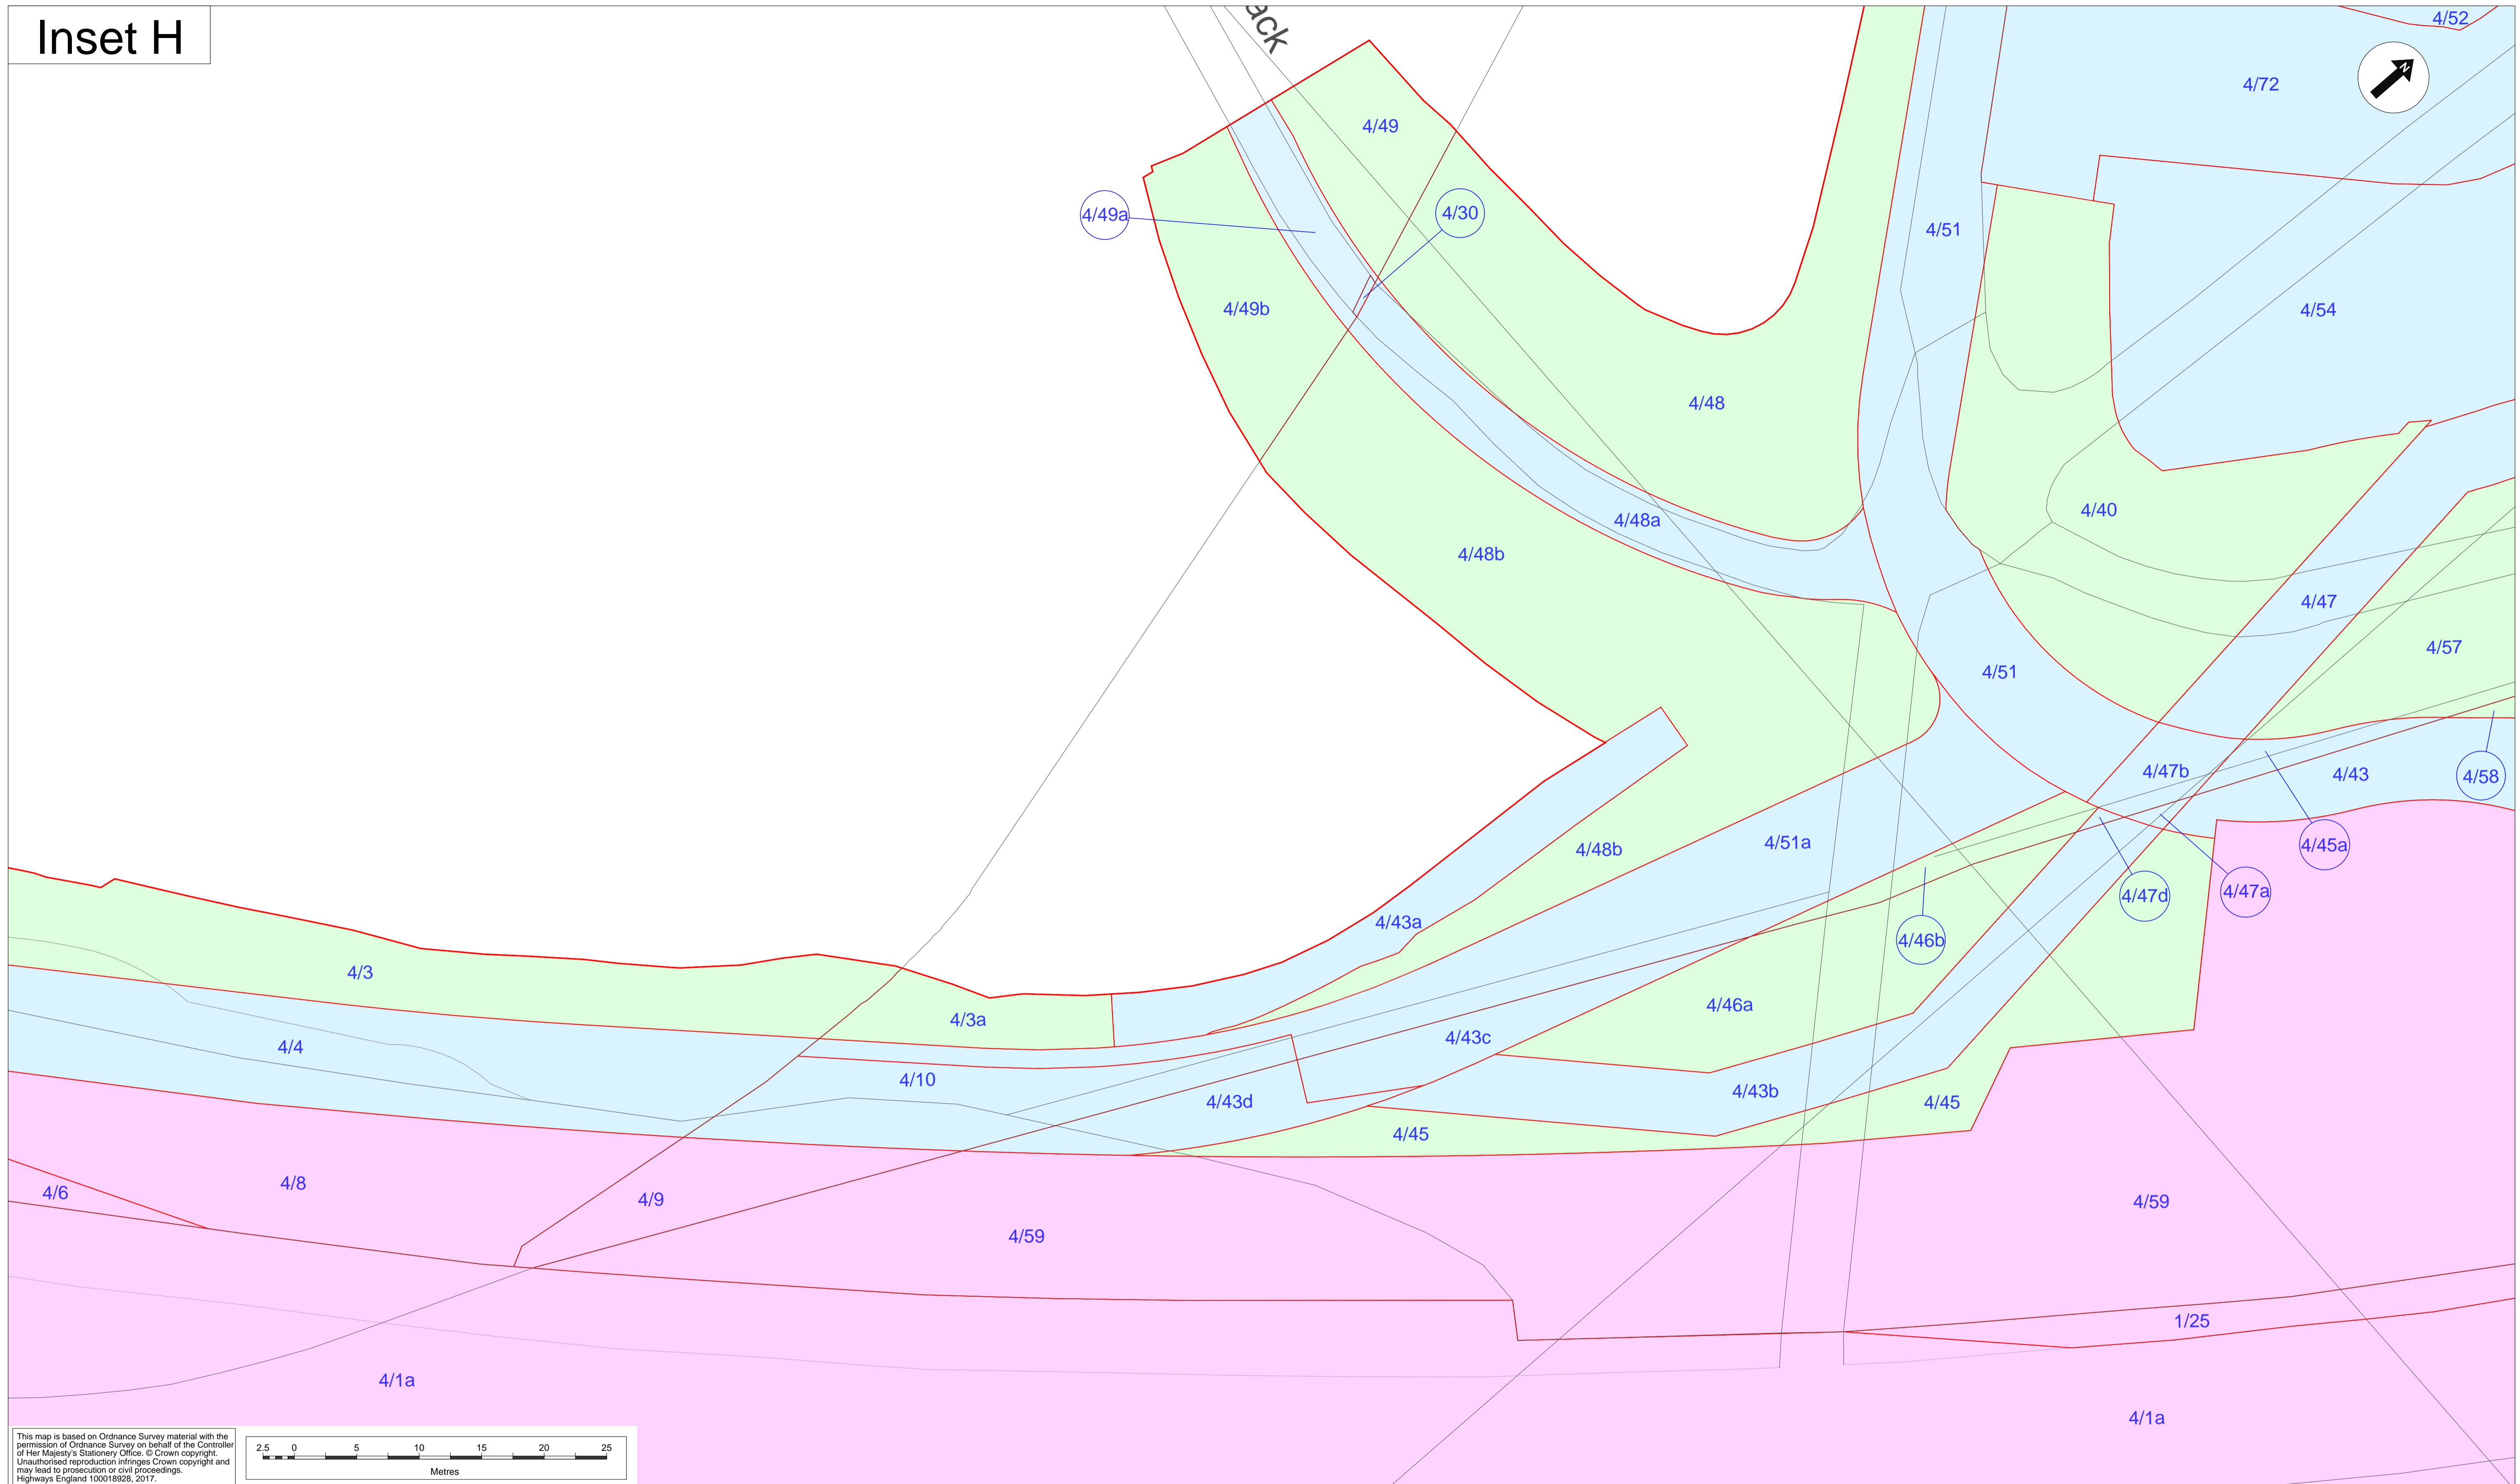 Inset H
ack
4/52
4/72
N
4/49
4/49a
4/30
4/51
4/49b
4/54
4/48
4/40
4/48a
4/48b
4/47
4/57
4/51
4/47b
4/43
4/58
4/51a
4/45a
4/48b
4/47d
4/47a
4/43a
4/46b
4/3
4/46a
4/3a
4/43c
4/4
4/10
4/43b
4/43d
4/45
4/45
4/8
4/6
4/9
4/59
4/59
1/25
4/1a
4/1a
This map is based on Ordnance Survey material with the
permission of Ordnance Survey on behalf of the Controller
of Her Majesty's Stationery Office. © Crown copyright.
Unauthorised reproduction infringes Crown copyright and
may lead to prosecution or civil proceedings.
Highways England 100018928, 2017.
2.5 0 5 10 15 20 25
Metres